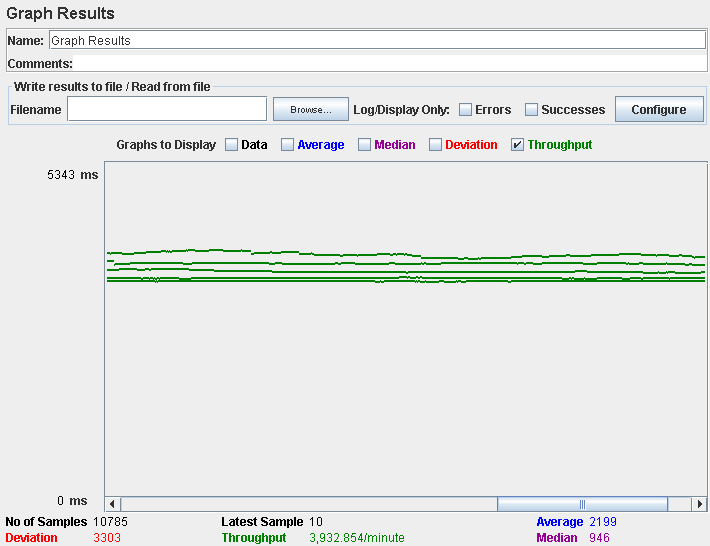 Graph Results
Name: Graph Results
Comments:
Write results to file / Read from file
Filename Browse... Log/Display Only: Errors Successes Configure
Graphs to Display Data Average Median Deviation Throughput
5343 ms
0 ms
No of Samples 10785 Latest Sample 10 Average 2199
Deviation 3303 Throughput 3,932.854/minute Median 946